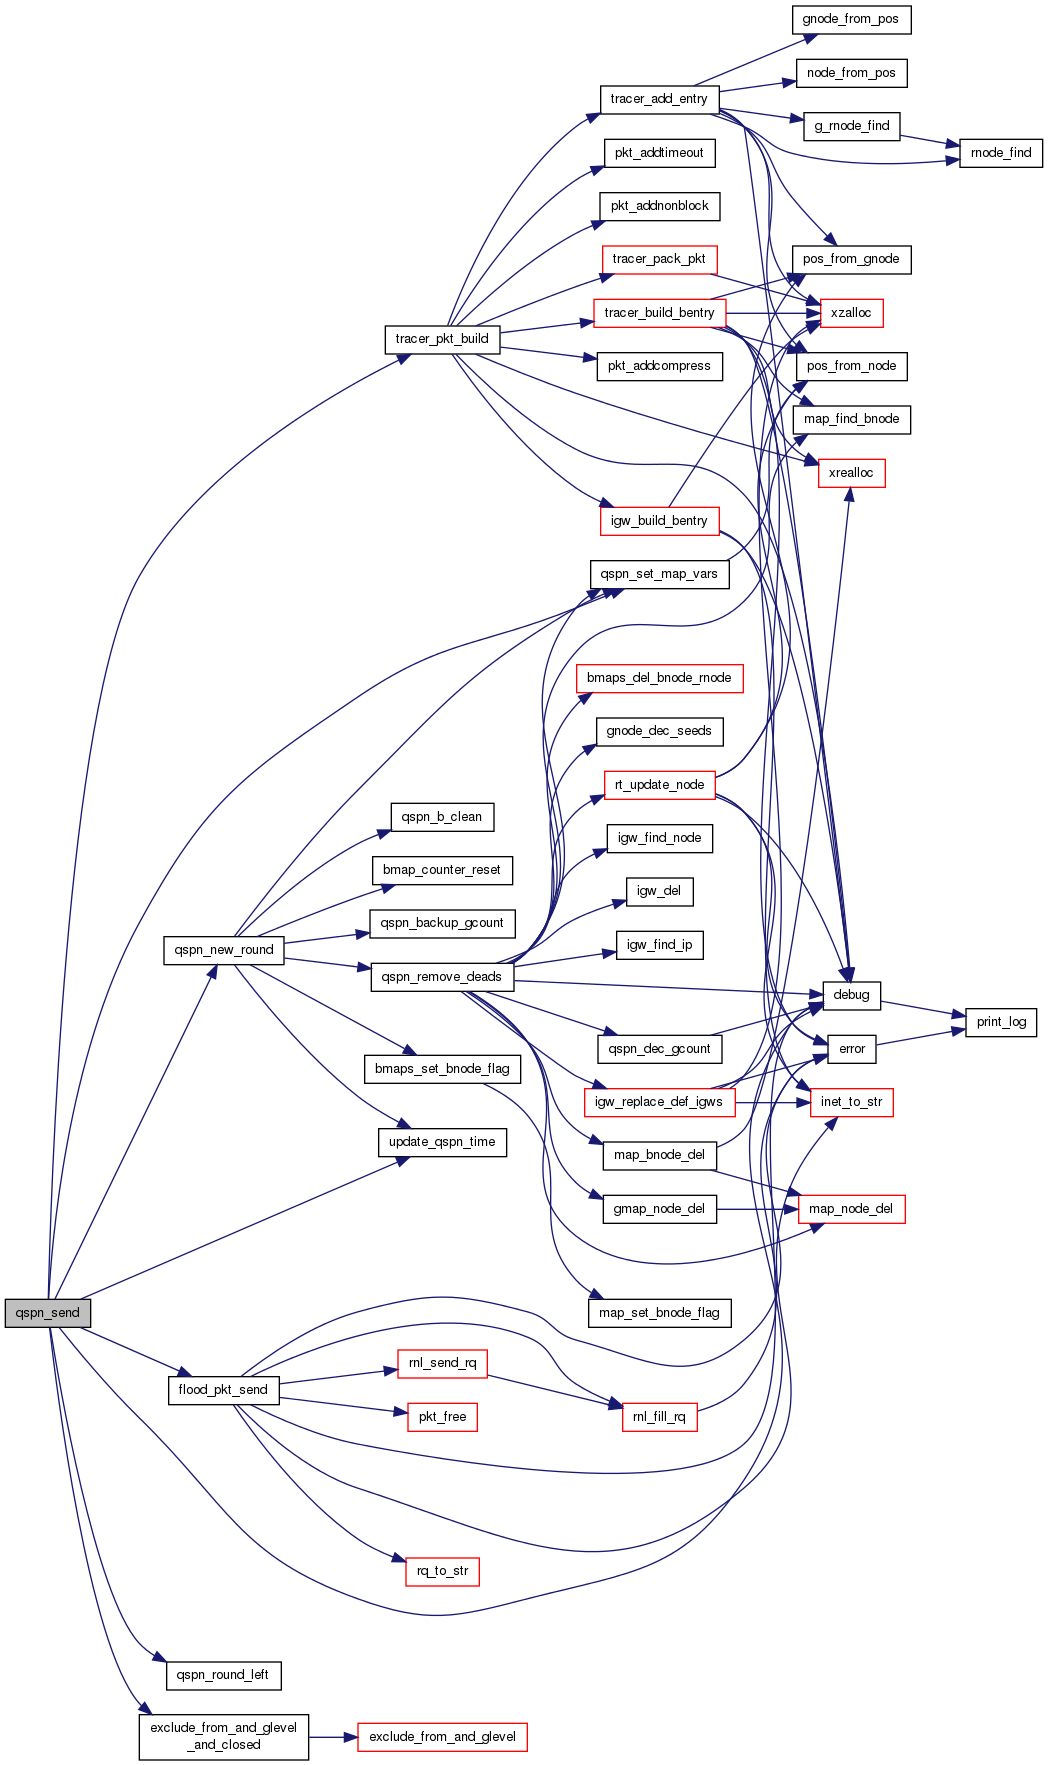 gnode_from_pos
node_from_pos
tracer_add_entry
g_rnode_find
rnode_find
pkt_addtimeout
pkt_addnonblock
tracer_pack_pkt
pos_from_gnode
tracer_build_bentry
xzalloc
tracer_pkt_build
pkt_addcompress
pos_from_node
map_find_bnode
xrealloc
igw_build_bentry
qspn_set_map_vars
bmaps_del_bnode_rnode
gnode_dec_seeds
rt_update_node
qspn_b_clean
igw_find_node
bmap_counter_reset
igw_del
qspn_backup_gcount
qspn_new_round
igw_find_ip
qspn_remove_deads
debug
print_log
qspn_dec_gcount
error
bmaps_set_bnode_flag
igw_replace_def_igws
inet_to_str
update_qspn_time
map_bnode_del
gmap_node_del
map_node_del
qspn_send
map_set_bnode_flag
rnl_send_rq
flood_pkt_send
pkt_free
rnl_fill_rq
rq_to_str
qspn_round_left
exclude_from_and_glevel
_and_closed
exclude_from_and_glevel